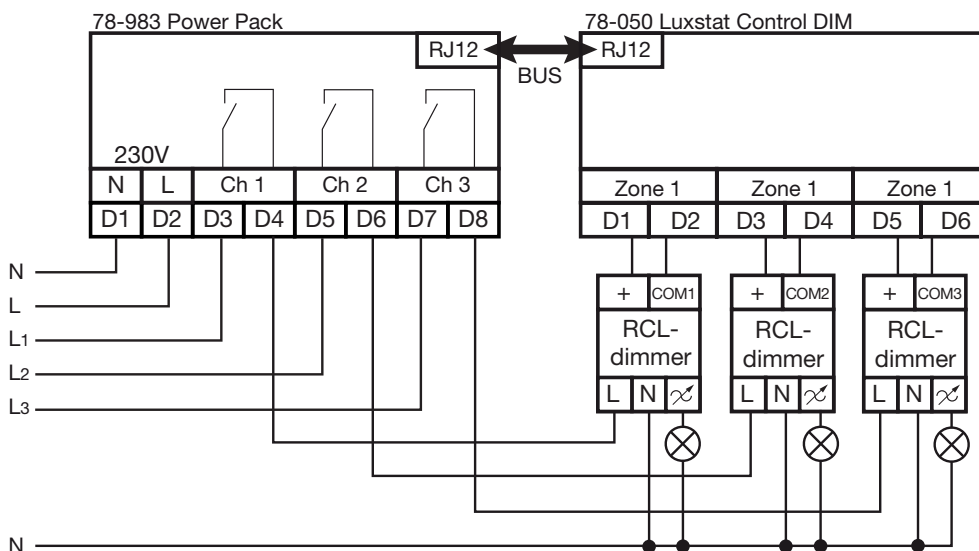 78-983 Power Pack
78-050 Luxstat Control DIM
RJ12
RJ12
BUS
230V
N L Ch 1 Ch 2 Ch 3
Zone 1 Zone 1 Zone 1
D1 D2 D3 D4 D5 D6 D7 D8
D1 D2 D3 D4 D5 D6
N
L
L1
L2
L3
+ COM1 + COM2 + COM3
RCL-
dimmer
RCL-
dimmer
RCL-
dimmer
L N L N L N
N